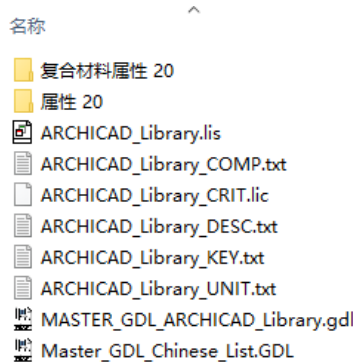 名称
复合材料属性 20
属性 20
ARCHICAD_Library.lis
ARCHICAD_Library_COMP.txt
ARCHICAD_Library_CRIT.lic
ARCHICAD_Library_DESC.txt
ARCHICAD_Library_KEY.txt
ARCHICAD_Library_UNIT.txt
MASTER_GDL_ARCHICAD_Library.gdl
Master_GDL_Chinese_List.GDL